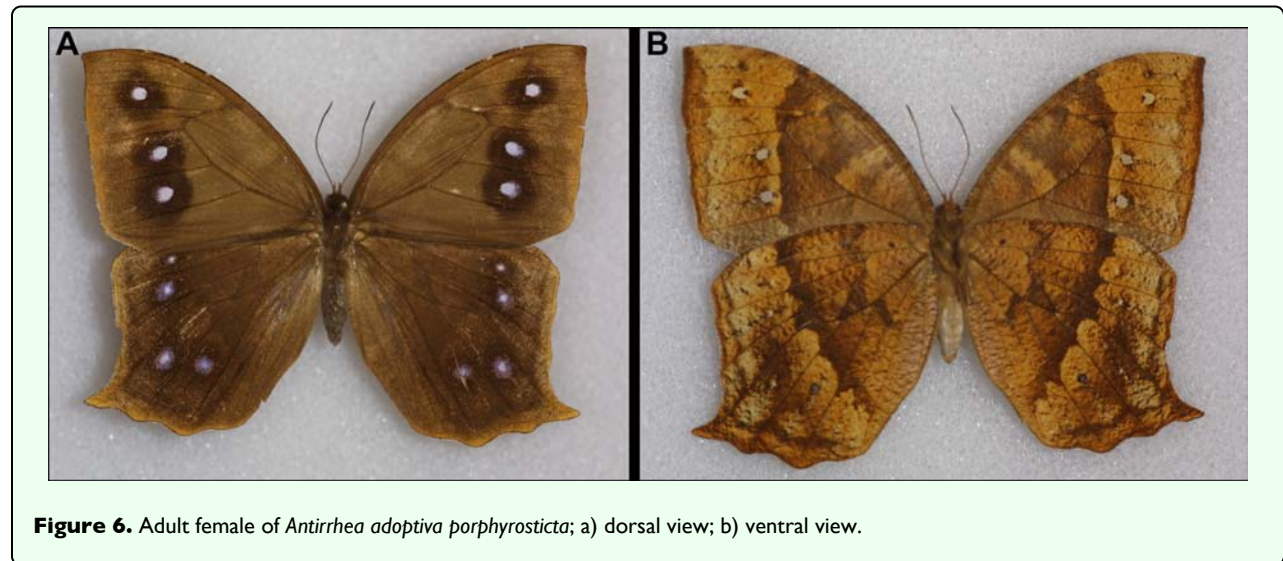 A
B
Figure 6. Adult female of Antirrhea adoptiva porphyrosticta; a) dorsal view; b) ventral view.